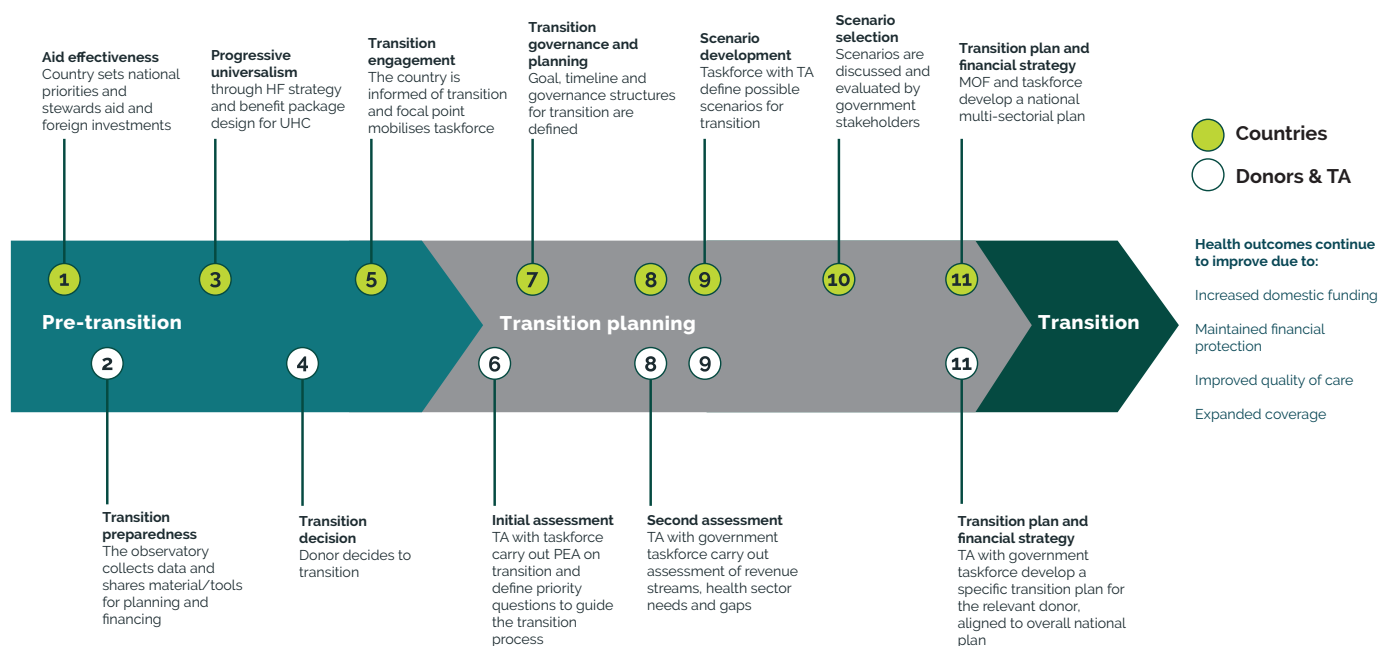 Aid effectiveness
Country sets national
priorities and
stewards aid and
foreign investments
Progressive
universalism
through HF strategy
and benefit package
design for UHC
Transition
engagement
The country is
informed of transition
and focal point
mobilises taskforce
Transition
governance and
planning
Goal, timeline and
governance structures
for transition are
defined
Scenario
development
Taskforce with TA
define possible
scenarios for
transition
Scenario
selection
Scenarios are
discussed and
evaluated by
government
stakeholders
Transition plan and
financial strategy
MOF and taskforce
develop a national
multi-sectorial plan
Countries
Donors & TA
1
3
5
7
8
9
10
11
Pre-transition
Transition planning
Transition
2
4
6
8
9
11
Health outcomes continue
to improve due to:
Increased domestic funding
Maintained financial
protection
Improved quality of care
Expanded coverage
Transition
preparedness
The observatory
collects data and
shares material/tools
for planning and
financing
Transition
decision
Donor decides to
transition
Initial assessment
TA with taskforce
carry out PEA on
transition and
define priority
questions to guide
the transition
process
Second assessment
TA with government
taskforce carry out
assessment of revenue
streams, health sector
needs and gaps
Transition plan and
financial strategy
TA with government
taskforce develop a
specific transition plan for
the relevant donor,
aligned to overall national
plan